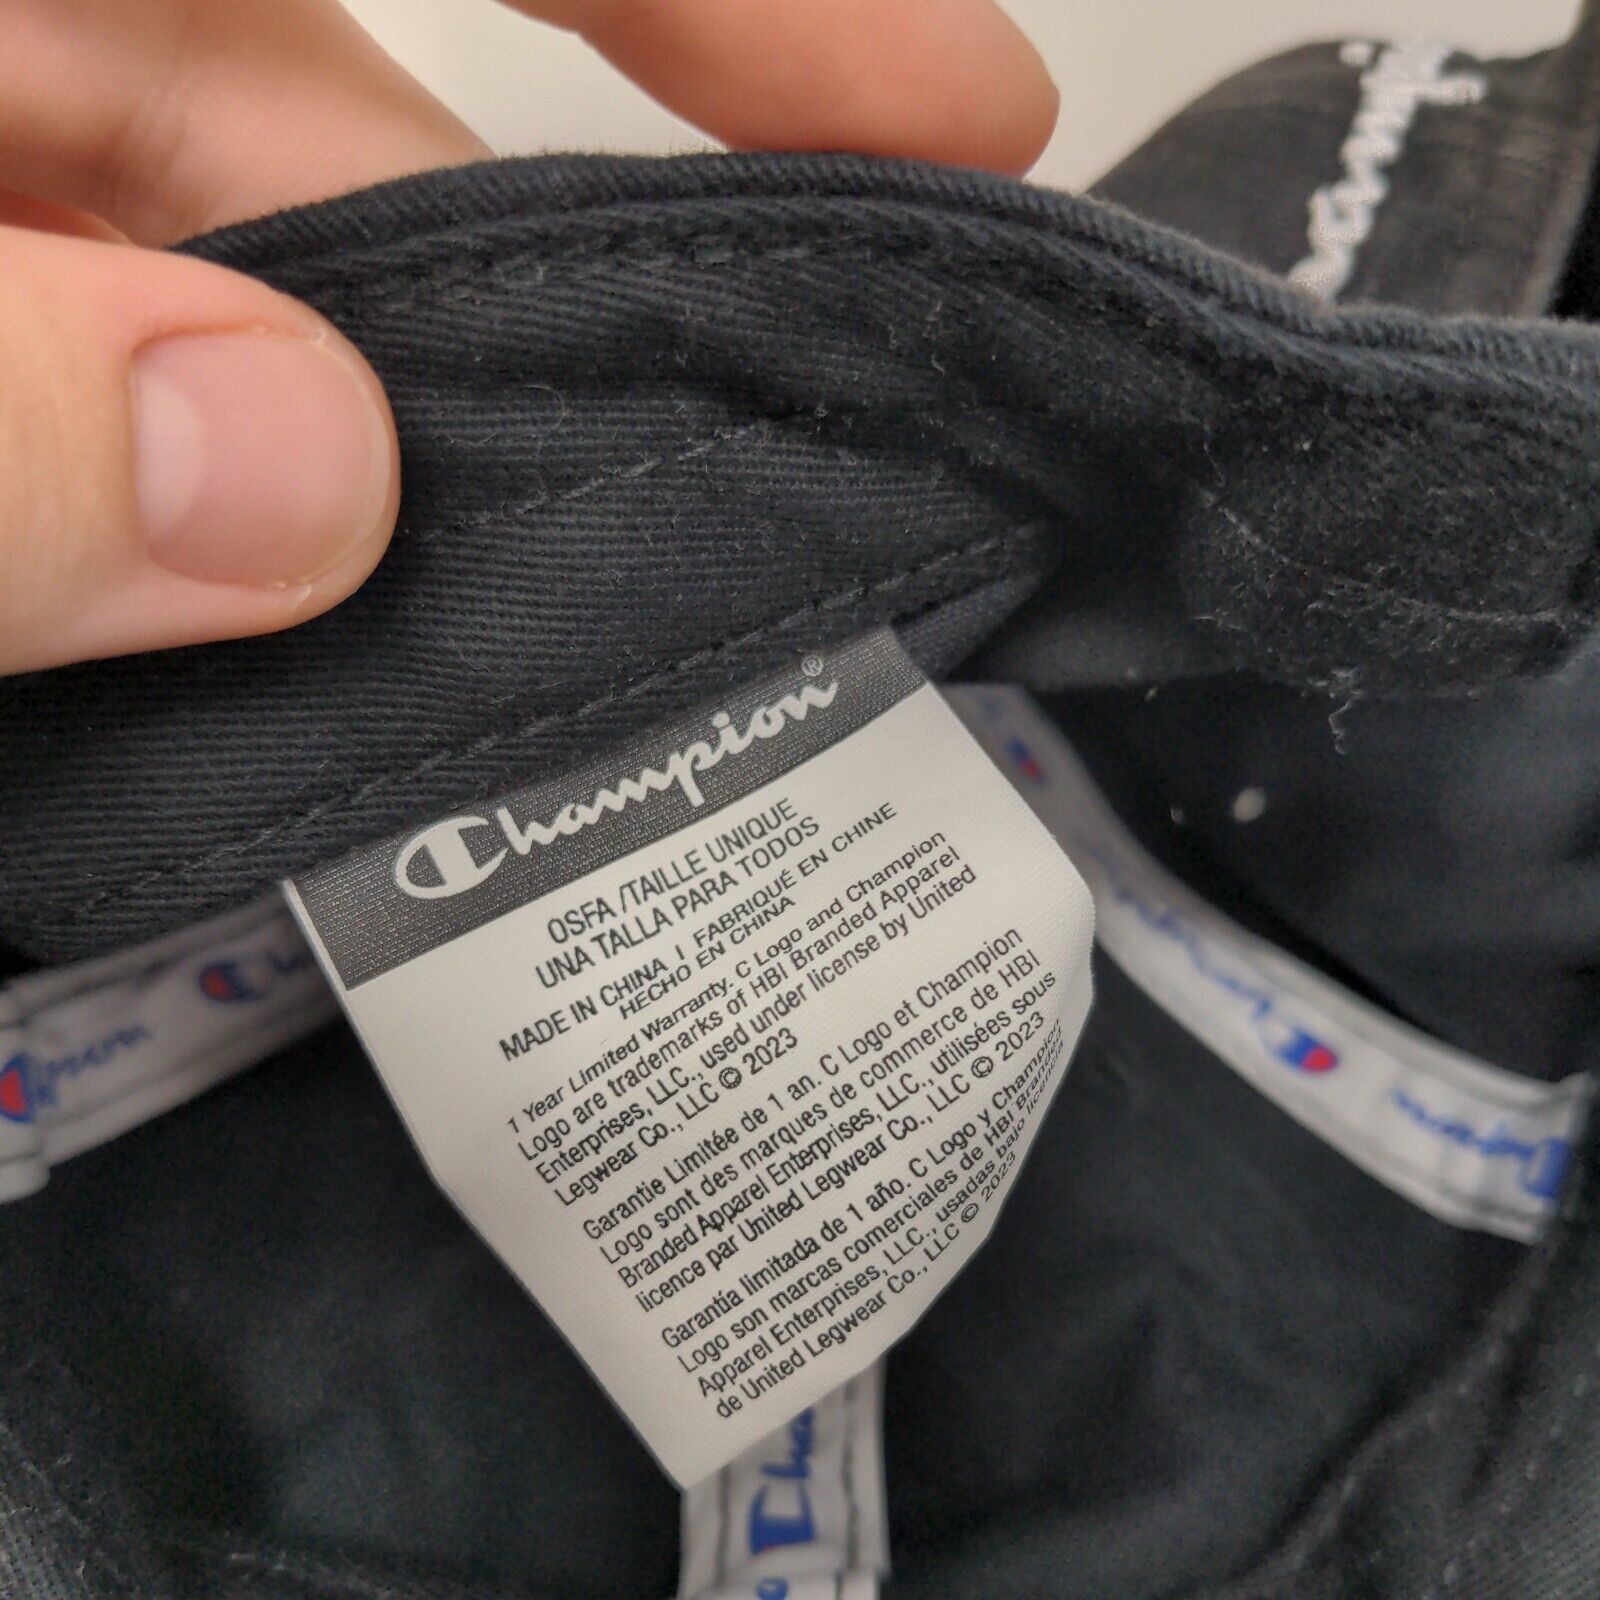 Champion
Champion®
OSFA /TAILLE UNIQUE
UNA TALLA PARA TODOS
MADE IN CHINA / FABRIQUÉ EN CHINE
HECHO EN CHINA
1 Year Limited Warranty. C Logo and Champion
Logo are trademarks of HBI Branded Apparel
Enterprises, LLC., used under license by United
Legwear Co., LLC © 2023
Garantie Limitée de 1 an. C Logo et Champion
Logo sont des marques de commerce de HBI
Branded Apparel Enterprises, LLC., utilisées sous
licence par United Legwear Co., LLC © 2023
Garantía limitada de 1 año. C Logo y Champion
Logo son marcas comerciales de HBI Brandes
Apparel Enterprises, LLC., usadas bajo licencia
de United Legwear Co., LLC © 2023
Champion